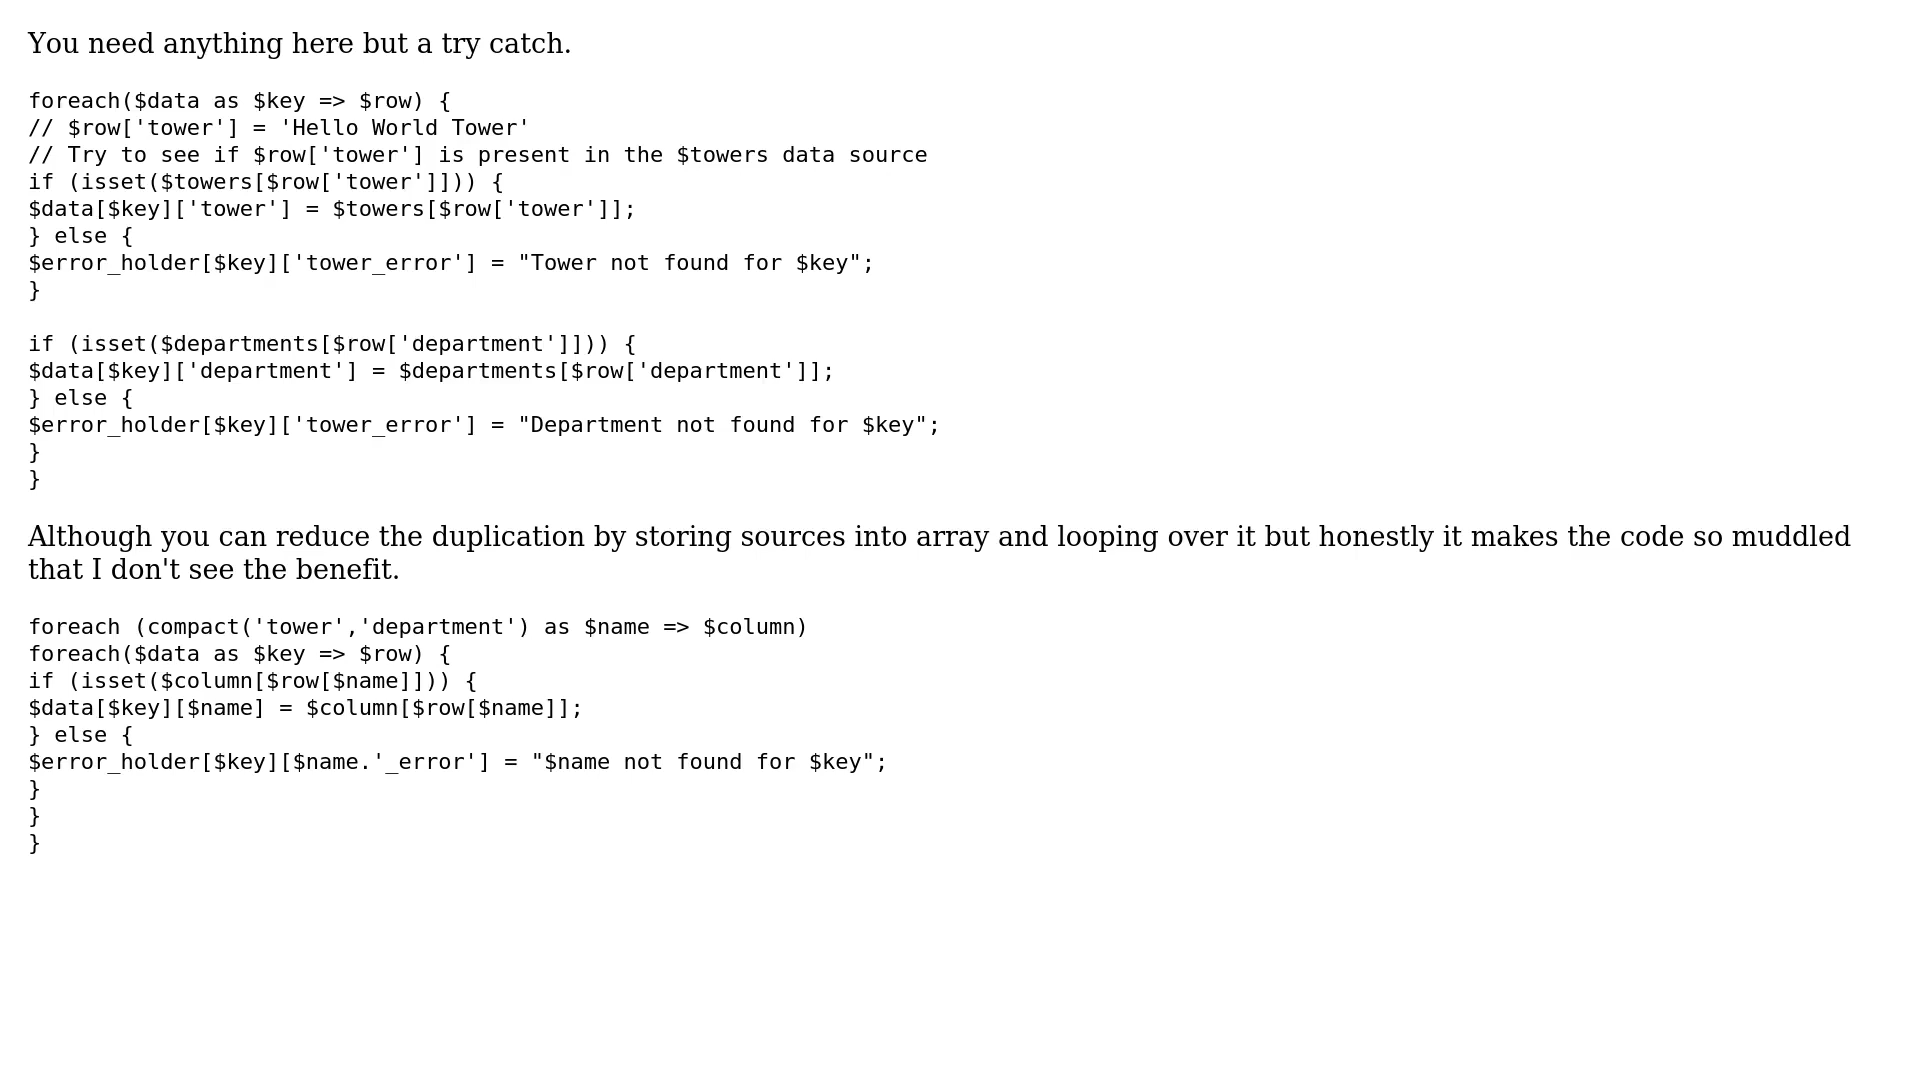 You need anything here but a try catch.
foreach($data as $key => $row) {
// $row['tower'] = 'Hello World Tower'
// Try to see if $row['tower'] is present in the $towers data source
if (isset($towers[$row['tower']])) {
$data[$key]['tower'] = $towers[$row['tower']];
} else {
$error_holder[$key]['tower_error'] = "Tower not found for $key";
}
if (isset($departments[$row['department']])) {
$data[$key]['department'] = $departments[$row['department']];
} else {
$error_holder[$key]['tower_error'] = "Department not found for $key";
}
}
Although you can reduce the duplication by storing sources into array and looping over it but honestly it makes the code so muddled
that I don't see the benefit.
foreach (compact('tower','department') as $name => $column)
foreach($data as $key => $row) {
if (isset($column[$row[$name]])) {
$data[$key][$name] = $column[$row[$name]];
} else {
$error_holder[$key][$name.'_error'] = "$name not found for $key";
}
}
}